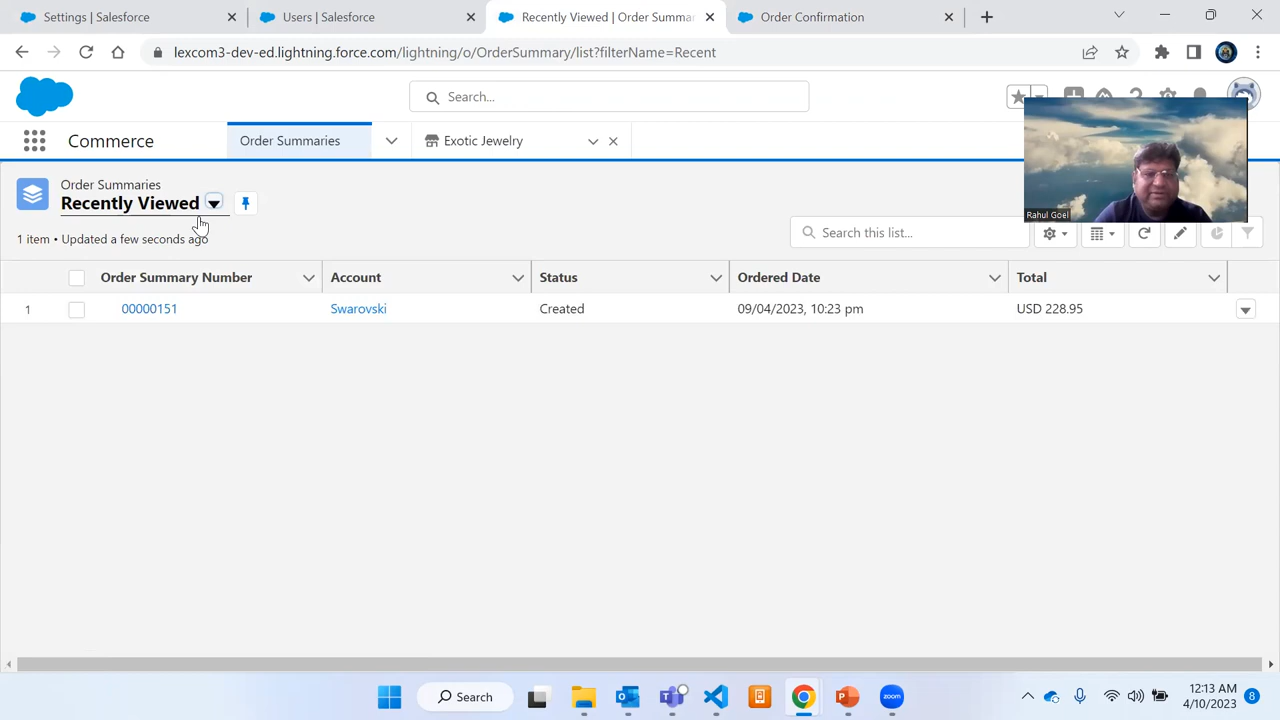 Settings | Salesforce
Users | Salesforce
Recently Viewed | Order Summa
Order Confirmation
lexcom3-dev-ed.lightning.force.com/lightning/o/OrderSummary/list?filterName=Recent
Search...
Commerce
Order Summaries
Exotic Jewelry
Order Summaries
Recently Viewed
1 item • Updated a few seconds ago
Search this list...
Rahul Goel
Order Summary Number
Account
Status
Ordered Date
Total
1
00000151
Swarovski
Created
09/04/2023, 10:23 pm
USD 228.95
Search
12:13 AM
4/10/2023
8